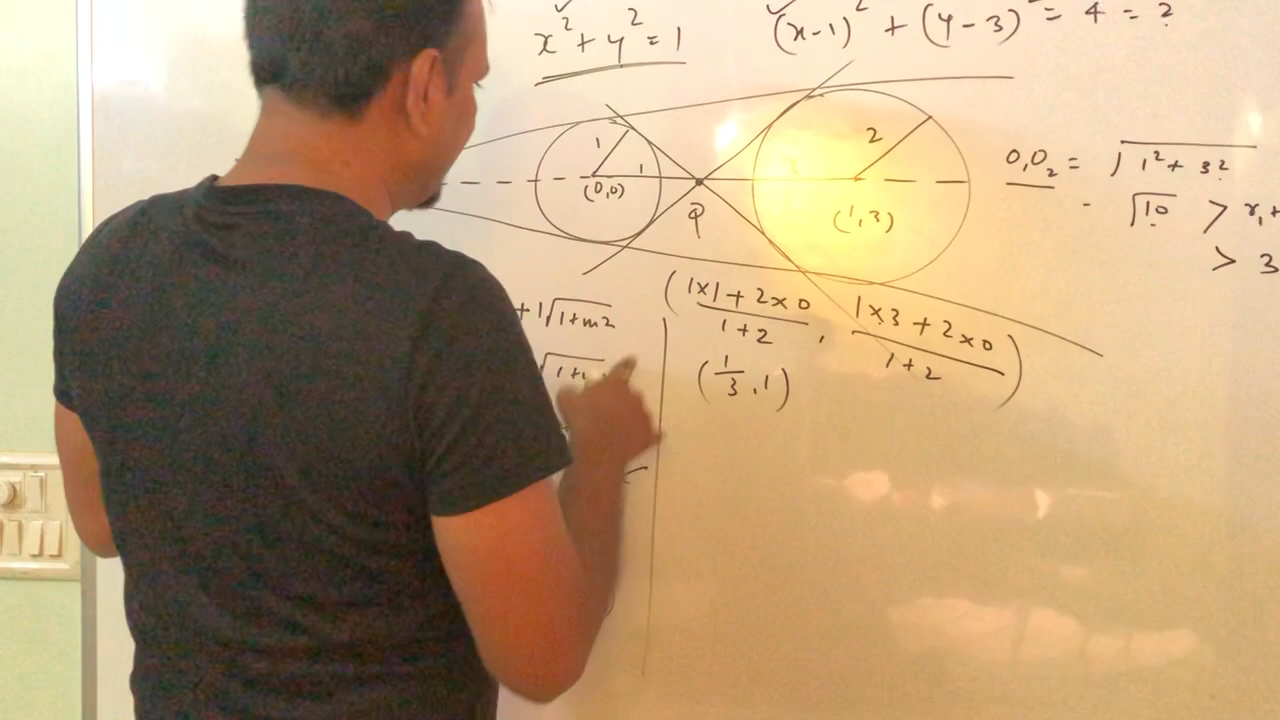 x² + y² = 1
(x-1)² + (y-3)² = 4 = ?
1
1
(0,0)
P
2
(1,3)
O₁O₂ = √1² + 3²
- √10 > r₁+
> 3
+1√1+m2
√1+
(1×1+2×0/1+2, 1×3+2×0/1+2)
(1/3, 1)